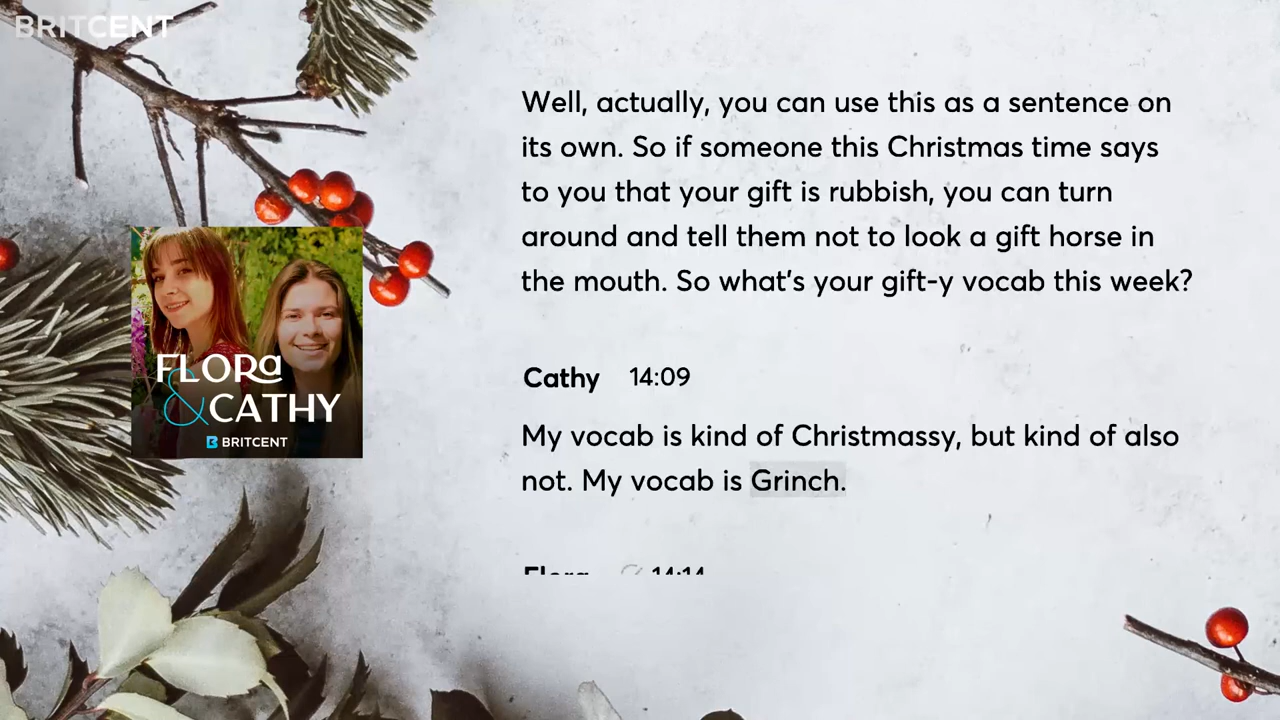 BRITCENT
Well, actually, you can use this as a sentence on
its own. So if someone this Christmas time says
to you that your gift is rubbish, you can turn
around and tell them not to look a gift horse in
the mouth. So what's your gift-y vocab this week?
FLORa
&CATHY
BRITCENT
Cathy 14:09
My vocab is kind of Christmassy, but kind of also
not. My vocab is Grinch.
Flora 14:14